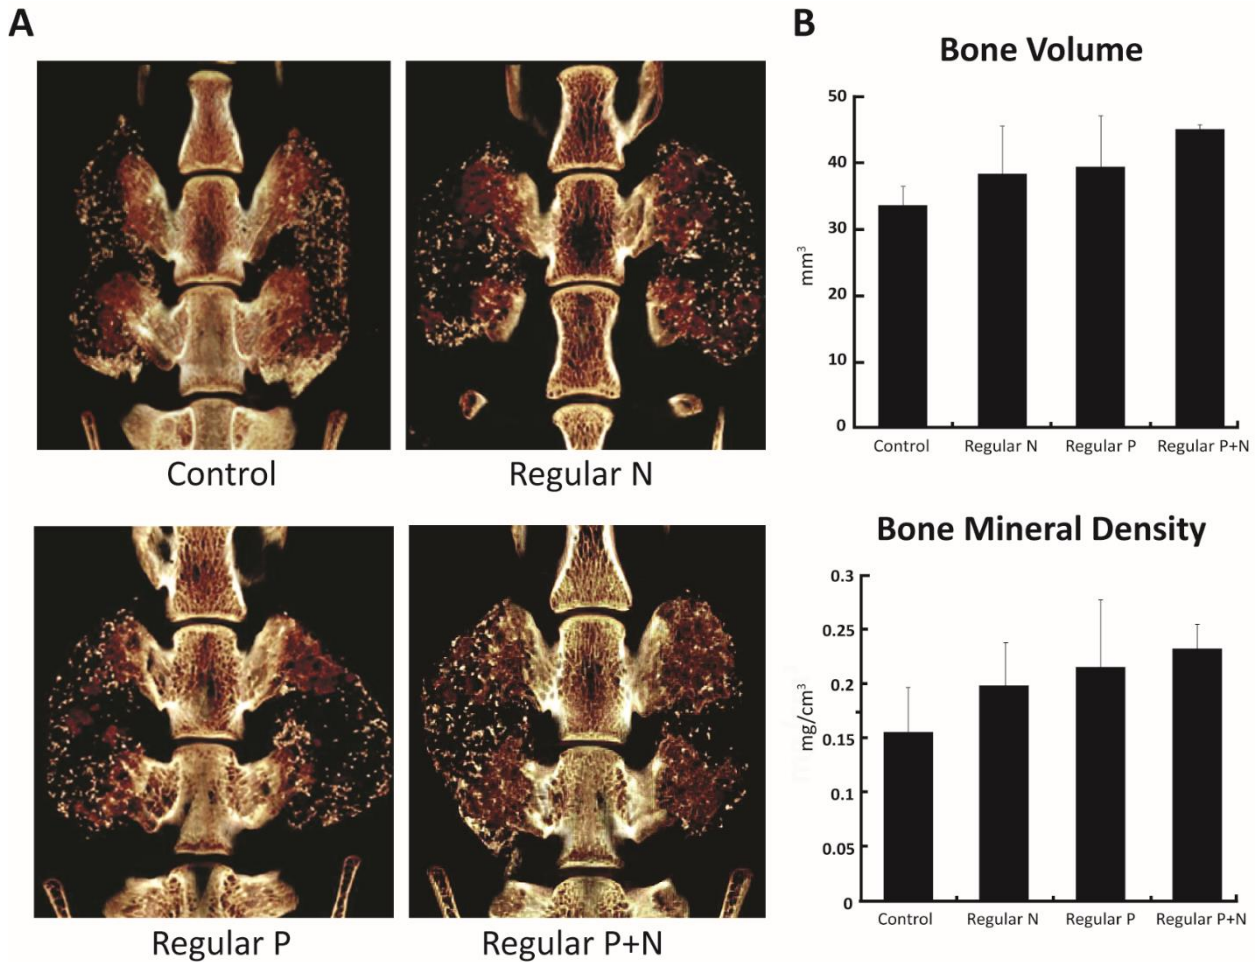 A
Control
Regular N
Regular P
Regular P+N
B
Bone Volume
50
40
30
20
10
0
mm³
Control
Regular N
Regular P
Regular P+N
Bone Mineral Density
0.3
0.25
0.2
0.15
0.1
0.05
0
mg/cm³
Control
Regular N
Regular P
Regular P+N